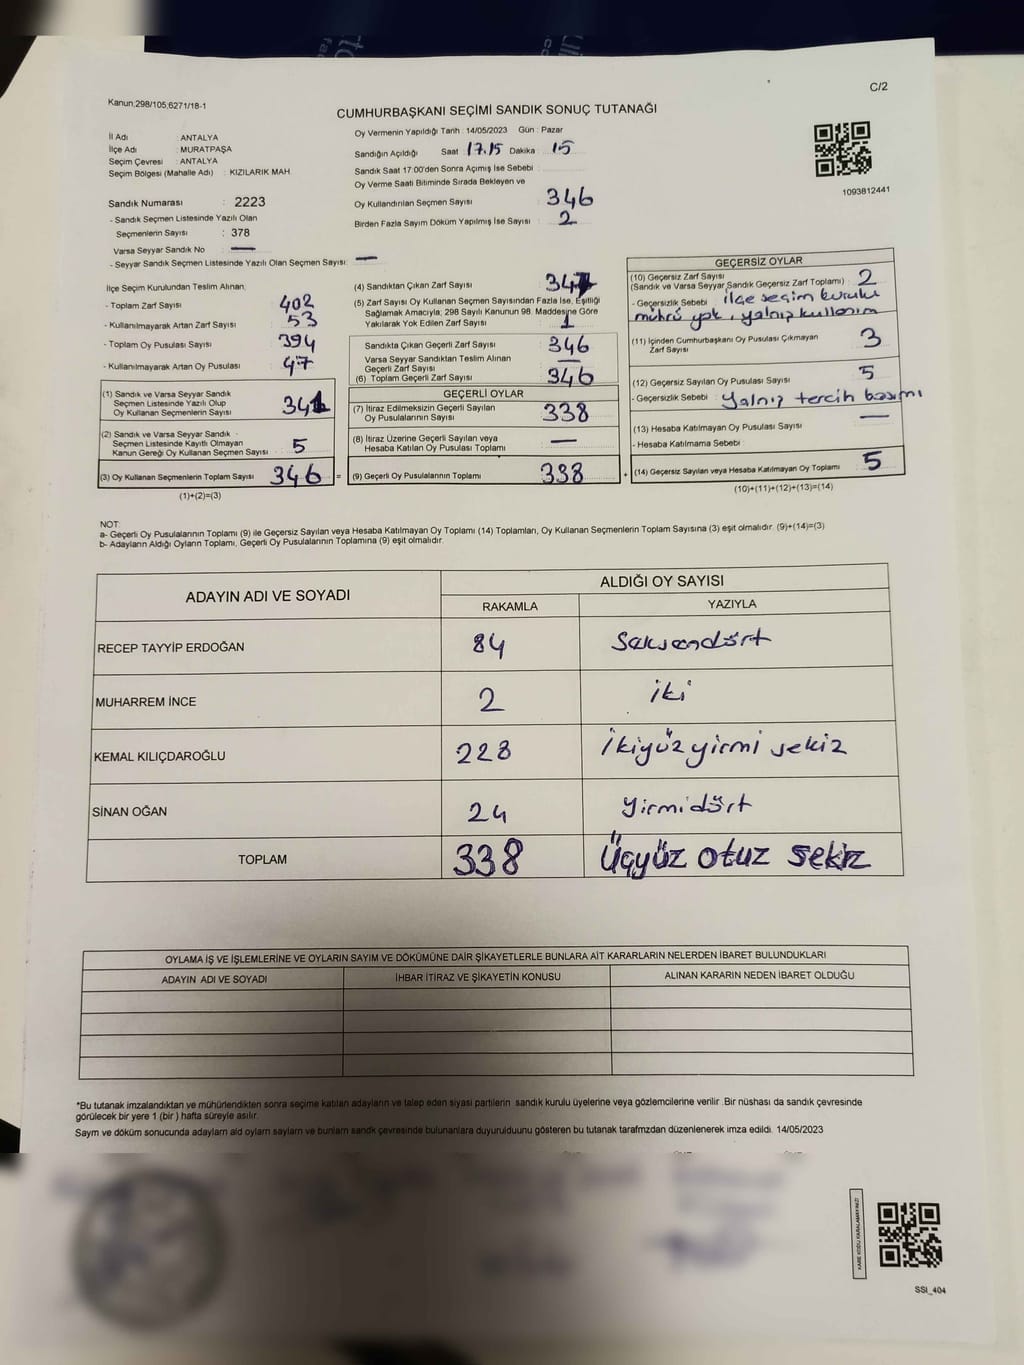 C/2
Kanun,298/105,6271/18-1
CUMHURBAŞKANI SEÇİMİ SANDIK SONUÇ TUTANAĞI
İl Adı : ANTALYA
İlçe Adı : MURATPAŞA
Seçim Çevresi : ANTALYA
Seçim Bölgesi (Mahalle Adı) : KIZILARIK MAH.
Sandık Numarası : 2223
- Sandık Seçmen Listesinde Yazılı Olan
Seçmenlerin Sayısı : 378
Varsa Seyyar Sandık No —
- Seyyar Sandık Seçmen Listesinde Yazılı Olan Seçmen Sayısı: —
Oy Vermenin Yapıldığı Tarih : 14/05/2023 Gün : Pazar
Sandığın Açıldığı Saat 17.15 Dakika : 15
Sandık Saat 17:00'den Sonra Açımış İse Sebebi :
Oy Verme Saati Bitiminde Sırada Bekleyen ve
Oy Kullandırılan Seçmen Sayısı : 346
Birden Fazla Sayım Döküm Yapılmış İse Sayısı : 2
1093812441
İlçe Seçim Kurulundan Teslim Alınan;
- Toplam Zarf Sayısı : 402
- Kullanılmayarak Artan Zarf Sayısı : 53
- Toplam Oy Pusulası Sayısı : 394
- Kullanılmayarak Artan Oy Pusulası : 47
(1) Sandık ve Varsa Seyyar Sandık
Seçmen Listesinde Yazılı Olup
Oy Kullanan Seçmenlerin Sayısı : 341
(2) Sandık ve Varsa Seyyar Sandık
Seçmen Listesinde Kayıtlı Olmayan
Kanun Gereği Oy Kullanan Seçmen Sayısı : 5
(3) Oy Kullanan Seçmenlerin Toplam Sayısı : 346 =
(1)+(2)=(3)
(4) Sandıktan Çıkan Zarf Sayısı : 347
(5) Zarf Sayısı Oy Kullanan Seçmen Sayısından Fazla İse, Eşitliği
Sağlamak Amacıyla; 298 Sayılı Kanunun 98. Maddesine Göre
Yakılarak Yok Edilen Zarf Sayısı : 1
Sandıkta Çıkan Geçerli Zarf Sayısı : 346
Varsa Seyyar Sandıktan Teslim Alınan
Geçerli Zarf Sayısı —
(6) Toplam Geçerli Zarf Sayısı : 346
GEÇERLİ OYLAR
(7) İtiraz Edilmeksizin Geçerli Sayılan
Oy Pusulalarının Sayısı : 338
(8) İtiraz Üzerine Geçerli Sayılan veya
Hesaba Katılan Oy Pusulası Toplamı : —
(9) Geçerli Oy Pusulalarının Toplamı : 338 +
GEÇERSİZ OYLAR
(10) Geçersiz Zarf Sayısı
(Sandık ve Varsa Seyyar Sandık Geçersiz Zarf Toplamı) : 2
- Geçersizlik Sebebi : ilçe seçim kurulu
mührü yok, yalnız kullanım
(11) İçinden Cumhurbaşkanı Oy Pusulası Çıkmayan
Zarf Sayısı : 3
(12) Geçersiz Sayılan Oy Pusulası Sayısı : 5
- Geçersizlik Sebebi : Yalnız tercih basımı
(13) Hesaba Katılmayan Oy Pusulası Sayısı : —
- Hesaba Katılmama Sebebi :
(14) Geçersiz Sayılan veya Hesaba Katılmayan Oy Toplamı : 5
(10)+(11)+(12)+(13)=(14)
NOT:
a- Geçerli Oy Pusulalarının Toplamı (9) ile Geçersiz Sayılan veya Hesaba Katılmayan Oy Toplamı (14) Toplamları, Oy Kullanan Seçmenlerin Toplam Sayısına (3) eşit olmalıdır. (9)+(14)=(3)
b- Adayların Aldığı Oyların Toplamı, Geçerli Oy Pusulalarının Toplamına (9) eşit olmalıdır.
ADAYIN ADI VE SOYADI ALDIĞI OY SAYISI
RAKAMLA YAZIYLA
RECEP TAYYİP ERDOĞAN 84 Seksendört
MUHARREM İNCE 2 iki
KEMAL KILIÇDAROĞLU 228 İkiyüz yirmi sekiz
SİNAN OĞAN 24 Yirmidört
TOPLAM 338 Üçyüz otuz sekiz
OYLAMA İŞ VE İŞLEMLERİNE VE OYLARIN SAYIM VE DÖKÜMÜNE DAİR ŞİKAYETLERLE BUNLARA AİT KARARLARIN NELERDEN İBARET BULUNDUKLARI
ADAYIN ADI VE SOYADI İHBAR İTİRAZ VE ŞİKAYETİN KONUSU ALINAN KARARIN NEDEN İBARET OLDUĞU
*Bu tutanak imzalandıktan ve mühürlendikten sonra seçime katılan adayların ve talep eden siyasi partilerin sandık kurulu üyelerine veya gözlemcilerine verilir .Bir nüshası da sandık çevresinde
görülecek bir yere 1 (bir ) hafta süreyle asılır.
Sayım ve döküm sonucunda adaylarn ald oylarn saylarn ve bunlarn sandk çevresinde bulunanlara duyurulduunu gösteren bu tutanak tarafmzdan düzenlenerek imza edildi. 14/05/2023
KARE KODU KARALAMAYINIZ!
SSI_404